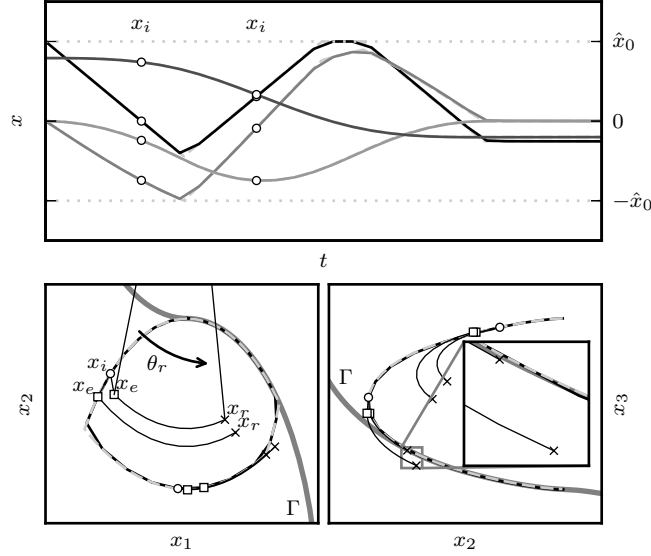 x_i x_i
x̂_0
x 0
−x̂_0
t
x_i θ_r
x_e x_e
x_r
x_r
x_2
Γ
x_1
Γ
x_3
x_2